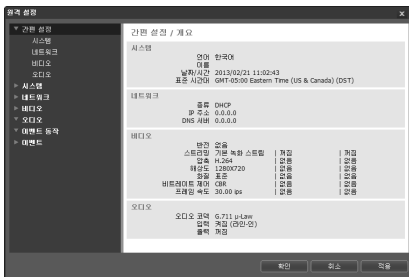 원격 설정
x
간편 설정
시스템
네트워크
비디오
오디오
시스템
네트워크
비디오
오디오
이벤트 동작
이벤트
간편 설정 / 개요
시스템
언어 한국어
이름
날짜/시간 2013/02/21 11:02:43
표준 시간대 GMT-05:00 Eastern Time (US & Canada) (DST)
네트워크
종류 DHCP
IP 주소 0.0.0.0
DNS 서버 0.0.0.0
비디오
반전 없음
스트리밍 기본 녹화 스트림 | 꺼짐 | 꺼짐
압축 H.264 | 없음 | 없음
해상도 1280X720 | 없음 | 없음
화질 표준 | 없음 | 없음
비트레이트 제어 CBR | 없음 | 없음
프레임 속도 30.00 ips | 없음 | 없음
오디오
오디오 코덱 G.711 μ-Law
입력 켜짐 (라인-인)
출력 꺼짐
확인 취소 적용